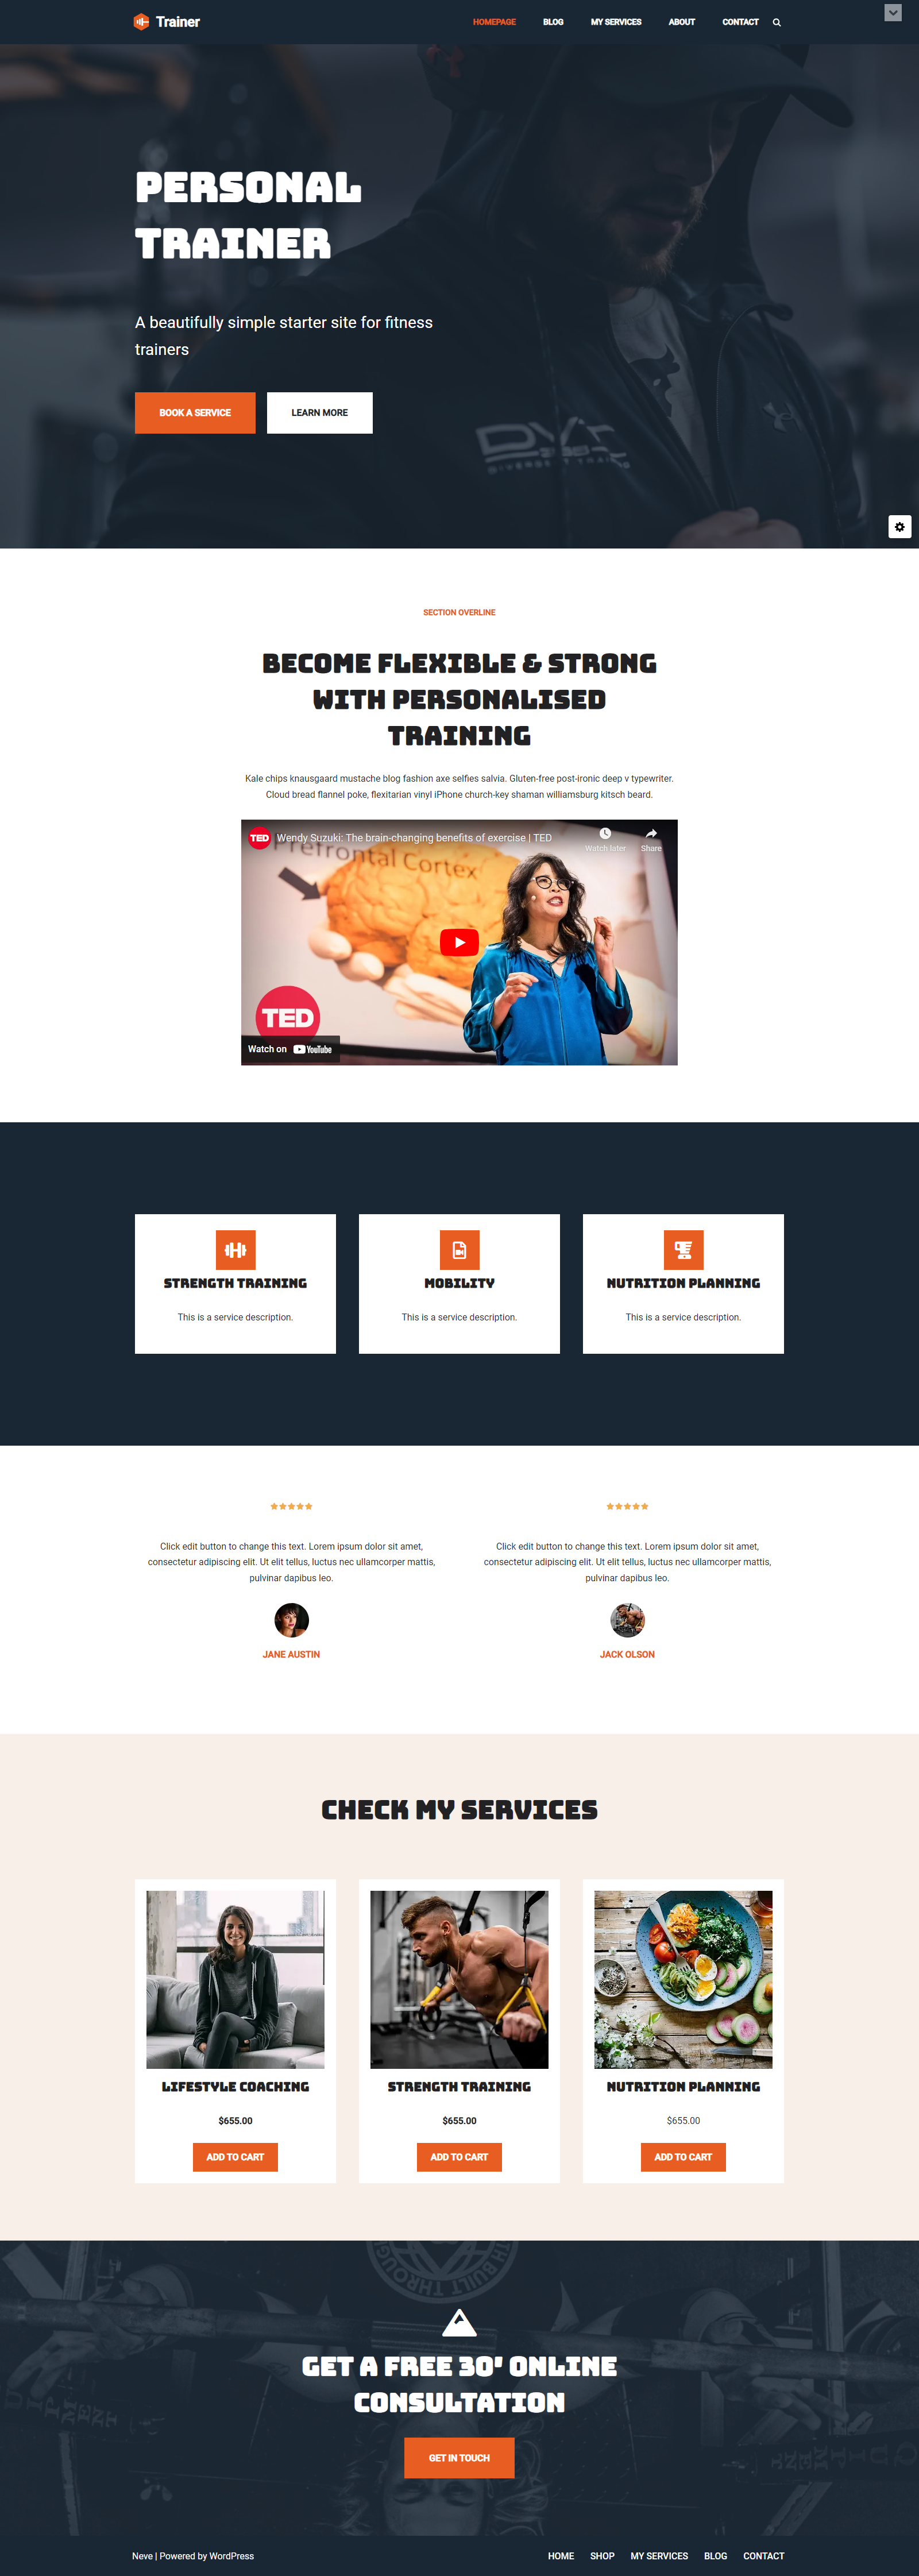 Trainer
HOMEPAGE
BLOG
MY SERVICES
ABOUT
CONTACT
PERSONAL
TRAINER
A beautifully simple starter site for fitness
trainers
BOOK A SERVICE
LEARN MORE
SECTION OVERLINE
BECOME FLEXIBLE & STRONG
WITH PERSONALISED
TRAINING
Kale chips knausgaard mustache blog fashion axe selfies salvia. Gluten-free post-ironic deep v typewriter.
Cloud bread flannel poke, flexitarian vinyl iPhone church-key shaman williamsburg kitsch beard.
TED
Wendy Suzuki: The brain-changing benefits of exercise | TED
Watch later
Share
Prefrontal Cortex
TED
Watch on YouTube
STRENGTH TRAINING
This is a service description.
MOBILITY
This is a service description.
NUTRITION PLANNING
This is a service description.
Click edit button to change this text. Lorem ipsum dolor sit amet,
consectetur adipiscing elit. Ut elit tellus, luctus nec ullamcorper mattis,
pulvinar dapibus leo.
JANE AUSTIN
Click edit button to change this text. Lorem ipsum dolor sit amet,
consectetur adipiscing elit. Ut elit tellus, luctus nec ullamcorper mattis,
pulvinar dapibus leo.
JACK OLSON
CHECK MY SERVICES
LIFESTYLE COACHING
$655.00
ADD TO CART
STRENGTH TRAINING
$655.00
ADD TO CART
NUTRITION PLANNING
$655.00
ADD TO CART
BUILT THROUGH
GET A FREE 30' ONLINE
CONSULTATION
GET IN TOUCH
Neve | Powered by WordPress
HOME
SHOP
MY SERVICES
BLOG
CONTACT